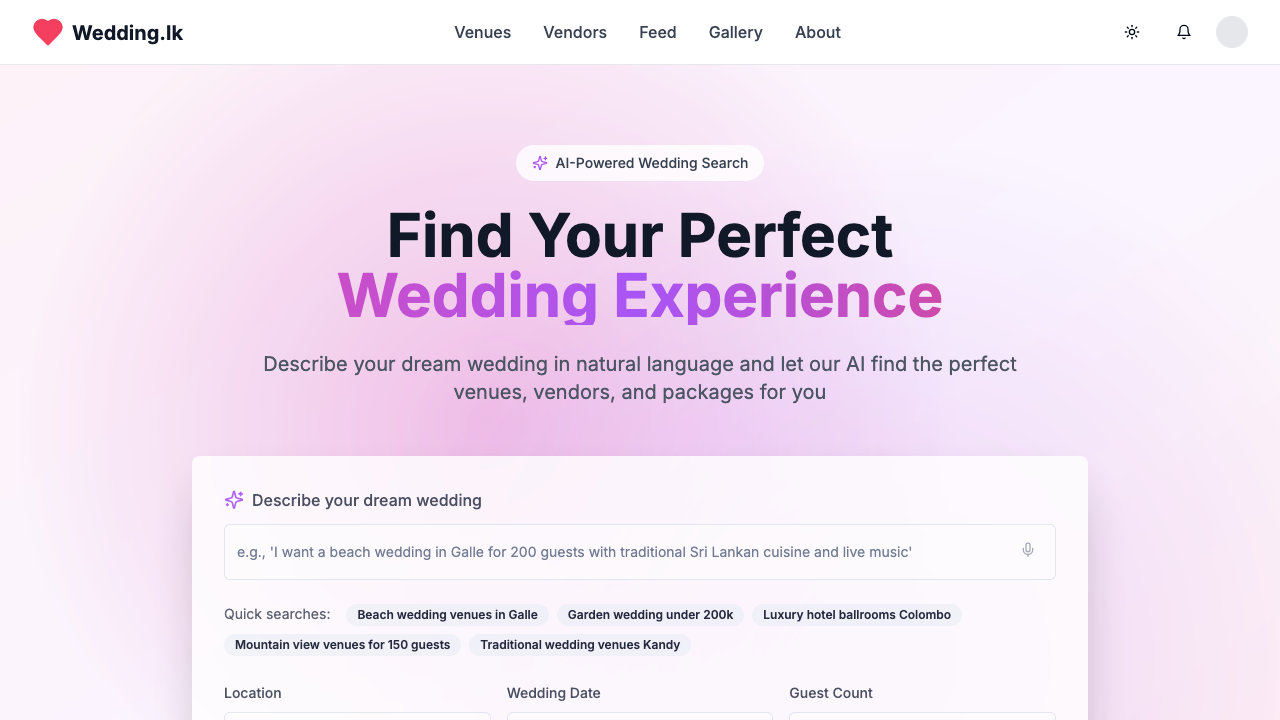 Wedding.lk
Venues
Vendors
Feed
Gallery
About
AI-Powered Wedding Search
Find Your Perfect
Wedding Experience
Describe your dream wedding in natural language and let our AI find the perfect
venues, vendors, and packages for you
Describe your dream wedding
e.g., 'I want a beach wedding in Galle for 200 guests with traditional Sri Lankan cuisine and live music'
Quick searches:
Beach wedding venues in Galle
Garden wedding under 200k
Luxury hotel ballrooms Colombo
Mountain view venues for 150 guests
Traditional wedding venues Kandy
Location
Wedding Date
Guest Count